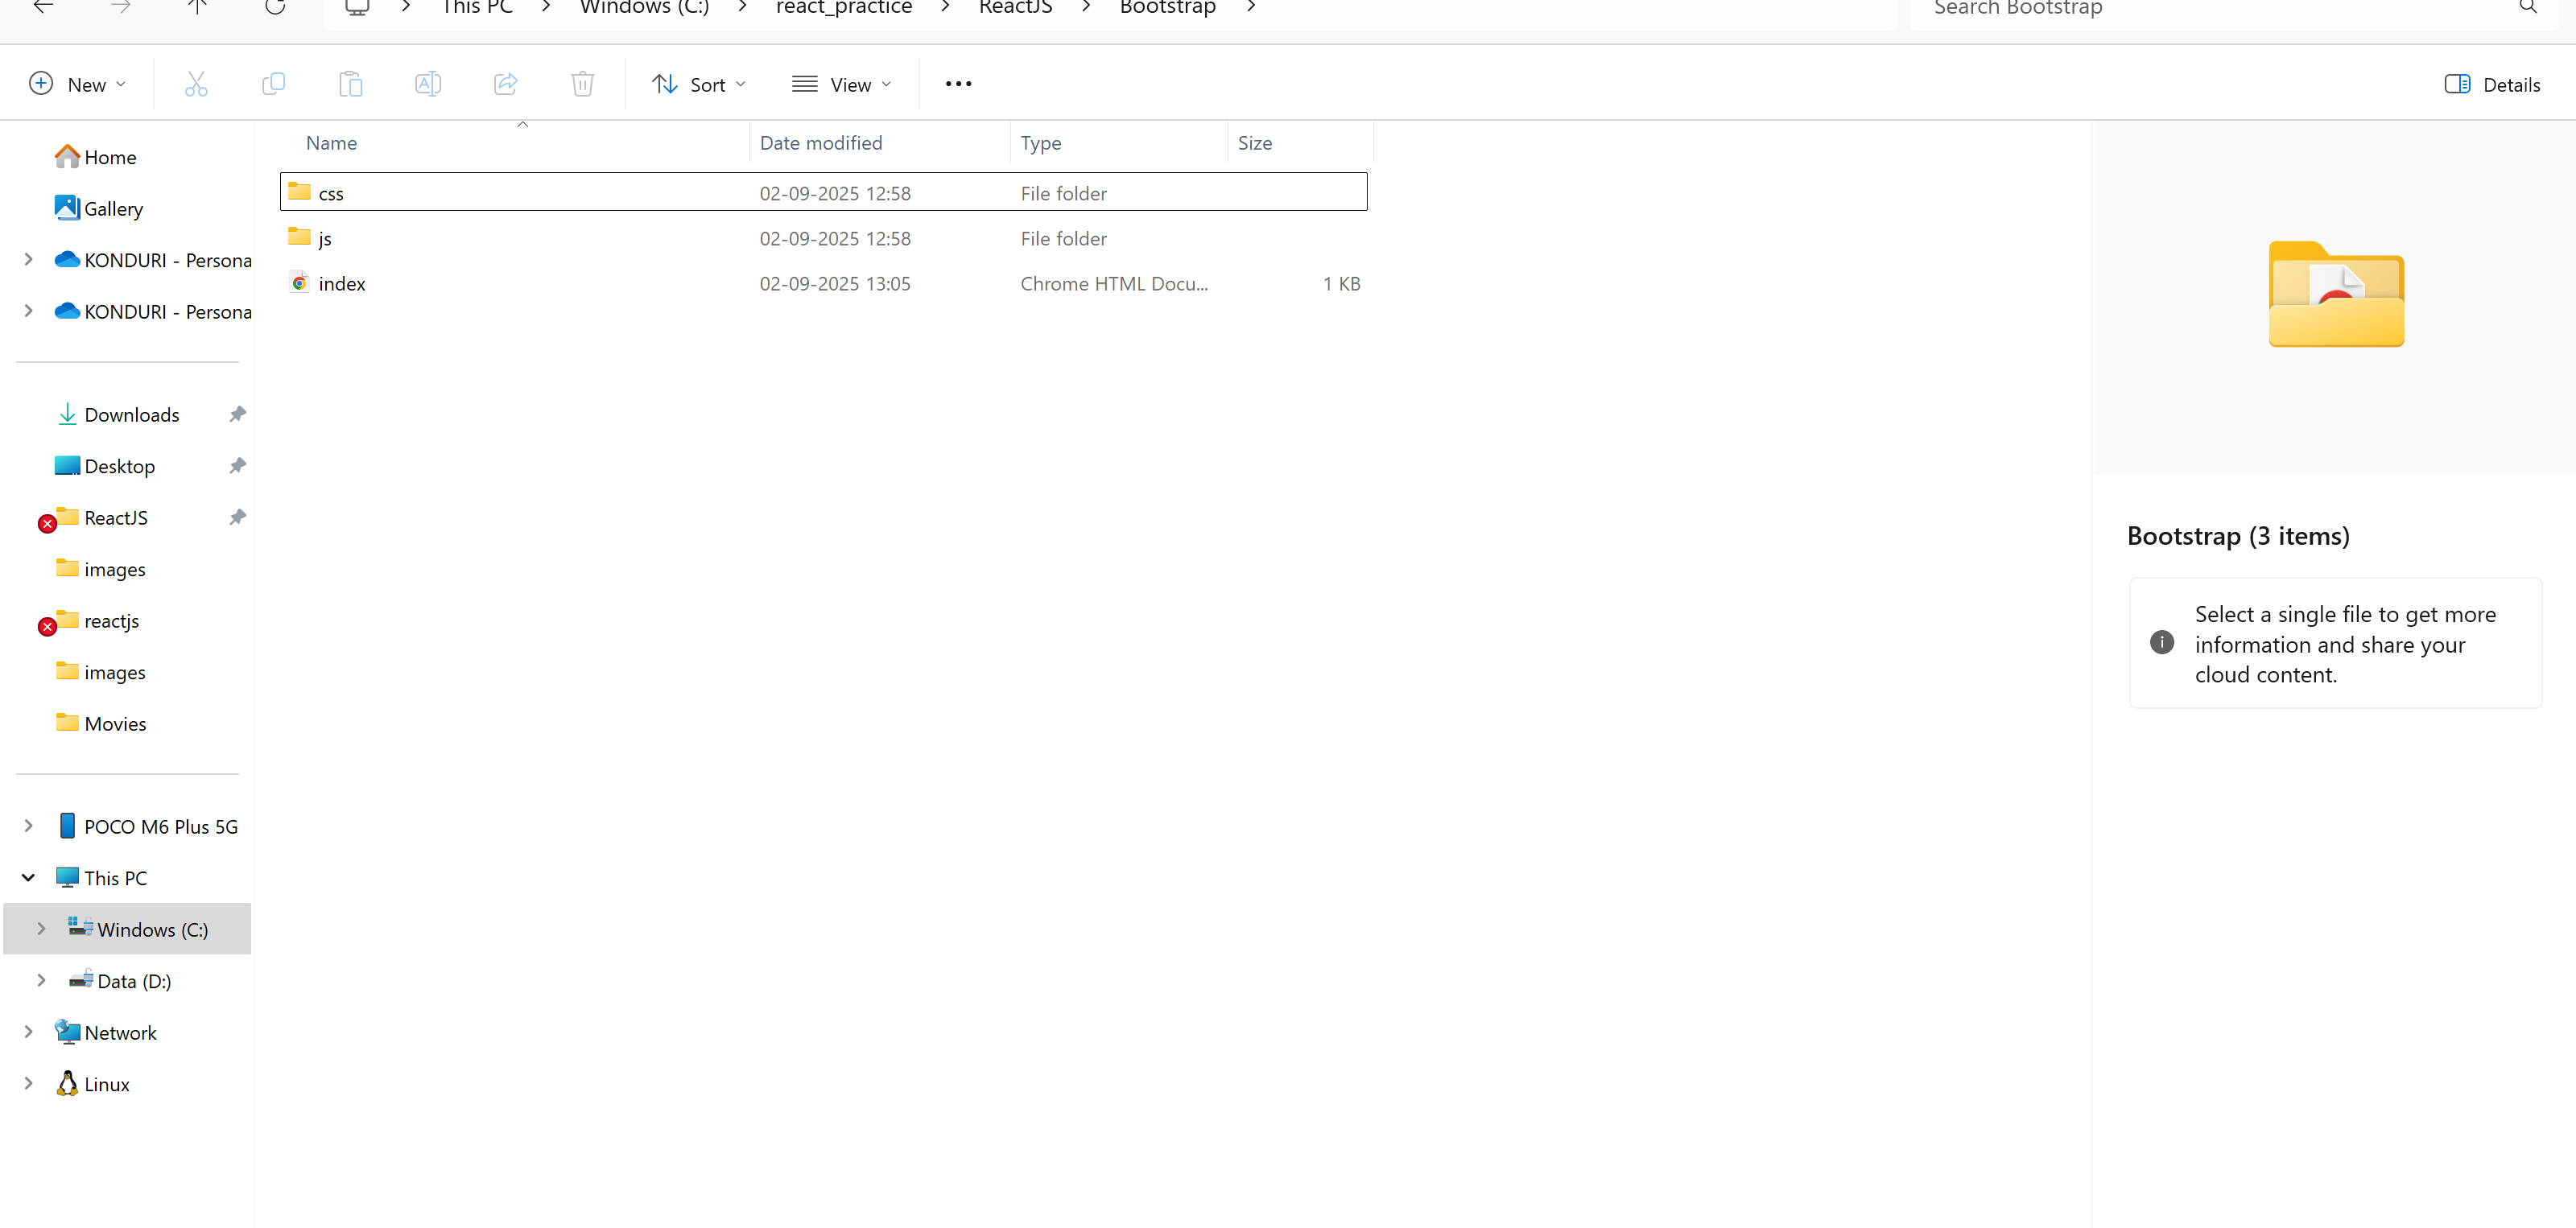 This PC > Windows (C:) > react_practice > ReactJS > Bootstrap >
Search Bootstrap
New
Sort
View
Details
Name Date modified Type Size
css 02-09-2025 12:58 File folder
js 02-09-2025 12:58 File folder
index 02-09-2025 13:05 Chrome HTML Docu... 1 KB
Home
Gallery
KONDURI - Persona
KONDURI - Persona
Downloads
Desktop
ReactJS
images
reactjs
images
Movies
POCO M6 Plus 5G
This PC
Windows (C:)
Data (D:)
Network
Linux
Bootstrap (3 items)
Select a single file to get more
information and share your
cloud content.